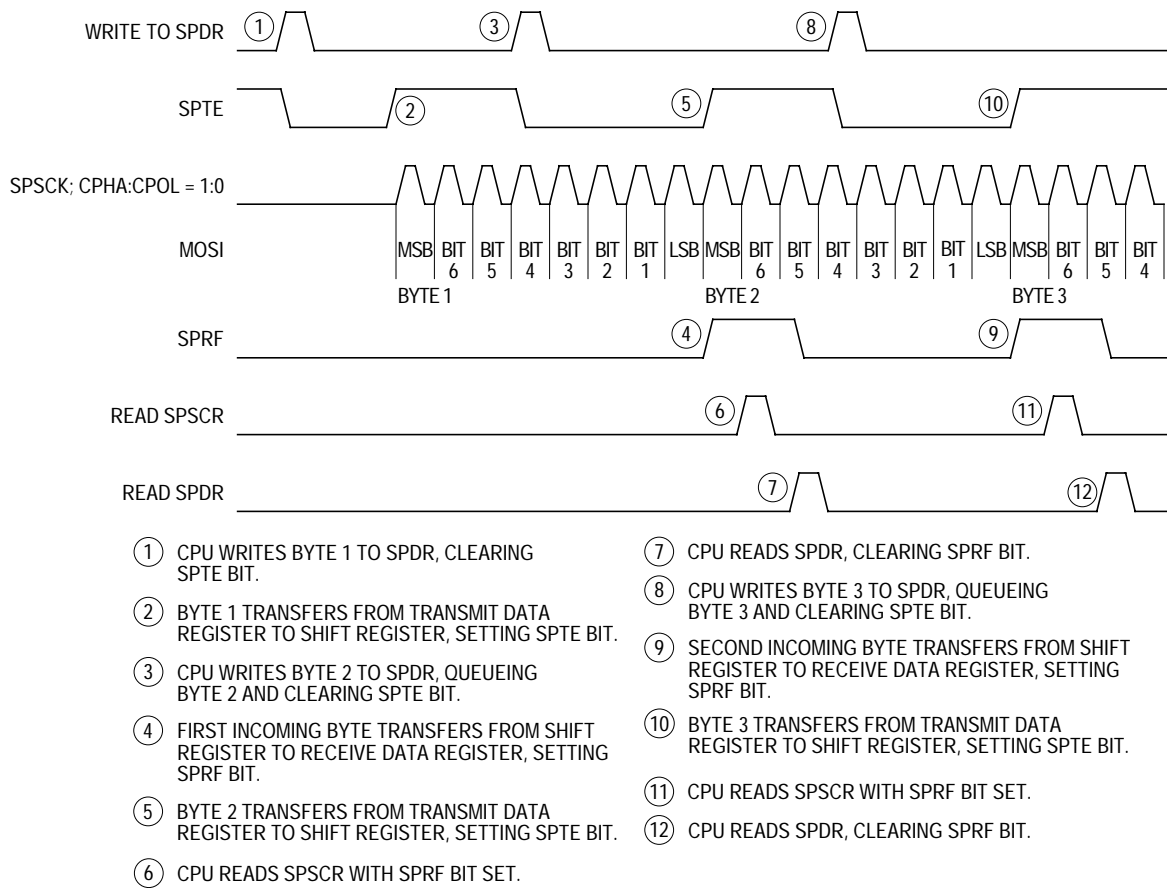 WRITE TO SPDR
1
3
8
SPTE
2
5
10
SPSCK; CPHA:CPOL = 1:0
MOSI
MSB BIT 6 BIT 5 BIT 4 BIT 3 BIT 2 BIT 1 LSB MSB BIT 6 BIT 5 BIT 4 BIT 3 BIT 2 BIT 1 LSB MSB BIT 6 BIT 5 BIT 4
BYTE 1
BYTE 2
BYTE 3
SPRF
4
9
READ SPSCR
6
11
READ SPDR
7
12
1 CPU WRITES BYTE 1 TO SPDR, CLEARING
SPTE BIT.
2 BYTE 1 TRANSFERS FROM TRANSMIT DATA
REGISTER TO SHIFT REGISTER, SETTING SPTE BIT.
3 CPU WRITES BYTE 2 TO SPDR, QUEUEING
BYTE 2 AND CLEARING SPTE BIT.
4 FIRST INCOMING BYTE TRANSFERS FROM SHIFT
REGISTER TO RECEIVE DATA REGISTER, SETTING
SPRF BIT.
5 BYTE 2 TRANSFERS FROM TRANSMIT DATA
REGISTER TO SHIFT REGISTER, SETTING SPTE BIT.
6 CPU READS SPSCR WITH SPRF BIT SET.
7 CPU READS SPDR, CLEARING SPRF BIT.
8 CPU WRITES BYTE 3 TO SPDR, QUEUEING
BYTE 3 AND CLEARING SPTE BIT.
9 SECOND INCOMING BYTE TRANSFERS FROM SHIFT
REGISTER TO RECEIVE DATA REGISTER, SETTING
SPRF BIT.
10 BYTE 3 TRANSFERS FROM TRANSMIT DATA
REGISTER TO SHIFT REGISTER, SETTING SPTE BIT.
11 CPU READS SPSCR WITH SPRF BIT SET.
12 CPU READS SPDR, CLEARING SPRF BIT.